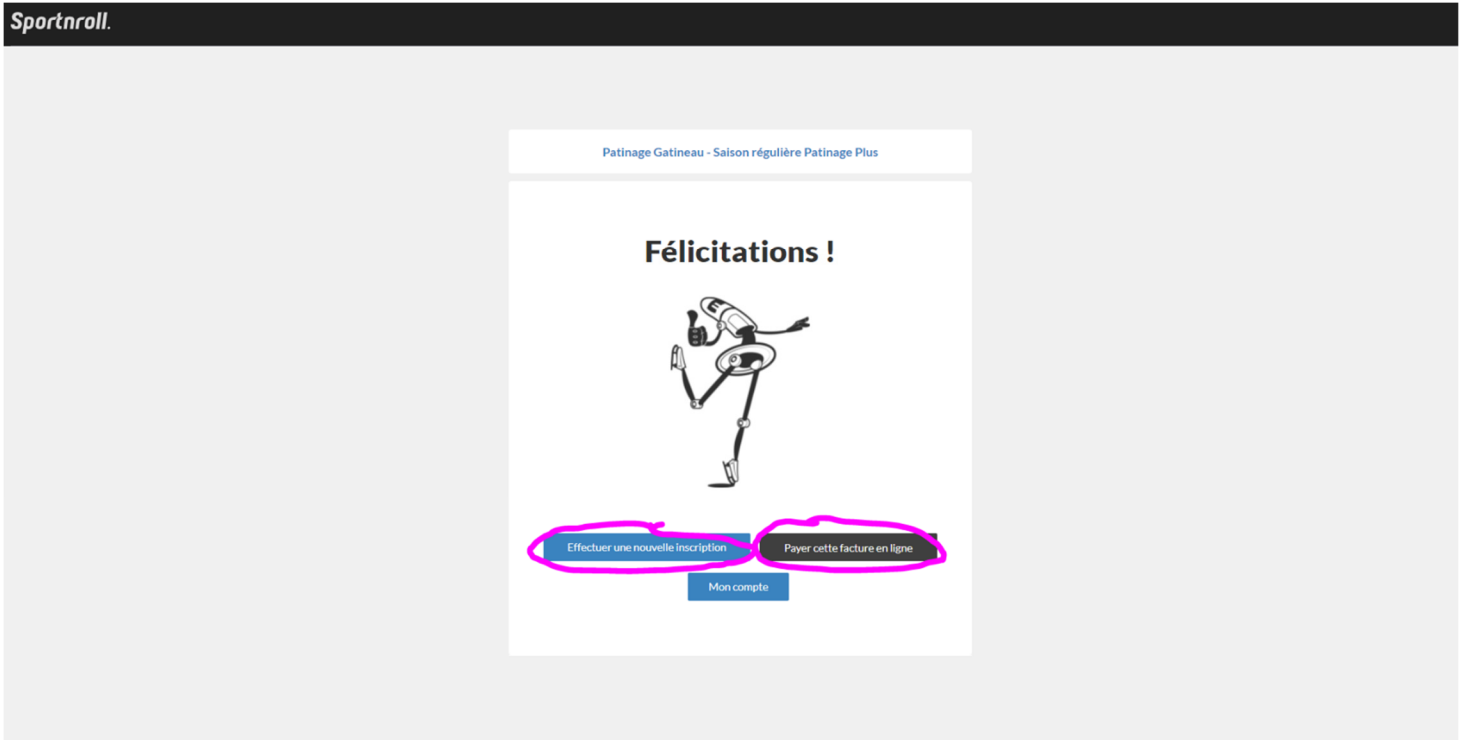 Sportnroll.
Patinage Gatineau - Saison régulière Patinage Plus
Félicitations !
E
Effectuer une nouvelle inscription
Payer cette facture en ligne
Mon compte